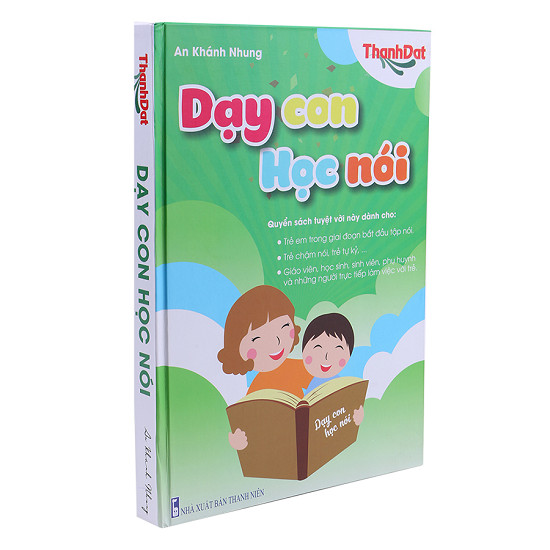 An Khánh Nhung
ThanhDat
Dạy con
Học nói
Quyển sách tuyệt vời này dành cho:
• Trẻ em trong giai đoạn bắt đầu tập nói.
• Trẻ chậm nói, trẻ tự kỷ, ...
• Giáo viên, học sinh, sinh viên, phụ huynh
và những người trực tiếp làm việc với trẻ.
Dạy con
học nói
NHÀ XUẤT BẢN THANH NIÊN
ThanhDat
DẠY CON HỌC NÓI
An Khánh Nhung